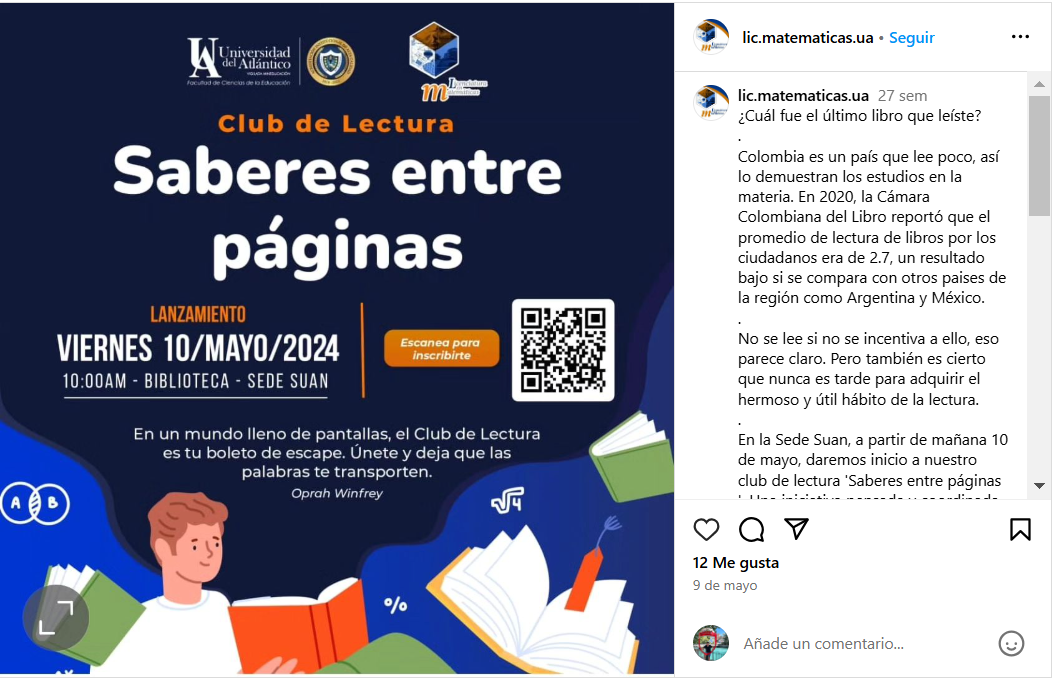 Universidad
del Atlántico
VIGILADA MINEDUCACIÓN
Facultad de Ciencias de la Educación
Licenciatura
Matemáticas
Club de Lectura
Saberes entre
páginas
LANZAMIENTO
VIERNES 10/MAYO/2024
10:00AM - BIBLIOTECA - SEDE SUAN
Escanea para
inscribirte
En un mundo lleno de pantallas, el Club de Lectura
es tu boleto de escape. Únete y deja que las
palabras te transporten.
Oprah Winfrey
A B
√4
%
lic.matematicas.ua • Seguir
lic.matematicas.ua 27 sem
¿Cuál fue el último libro que leíste?
.
Colombia es un país que lee poco, así
lo demuestran los estudios en la
materia. En 2020, la Cámara
Colombiana del Libro reportó que el
promedio de lectura de libros por los
ciudadanos era de 2.7, un resultado
bajo si se compara con otros paises de
la región como Argentina y México.
.
No se lee si no se incentiva a ello, eso
parece claro. Pero también es cierto
que nunca es tarde para adquirir el
hermoso y útil hábito de la lectura.
.
En la Sede Suan, a partir de mañana 10
de mayo, daremos inicio a nuestro
club de lectura 'Saberes entre páginas
'. Una iniciativa pensada y coordinada
12 Me gusta
9 de mayo
Añade un comentario...